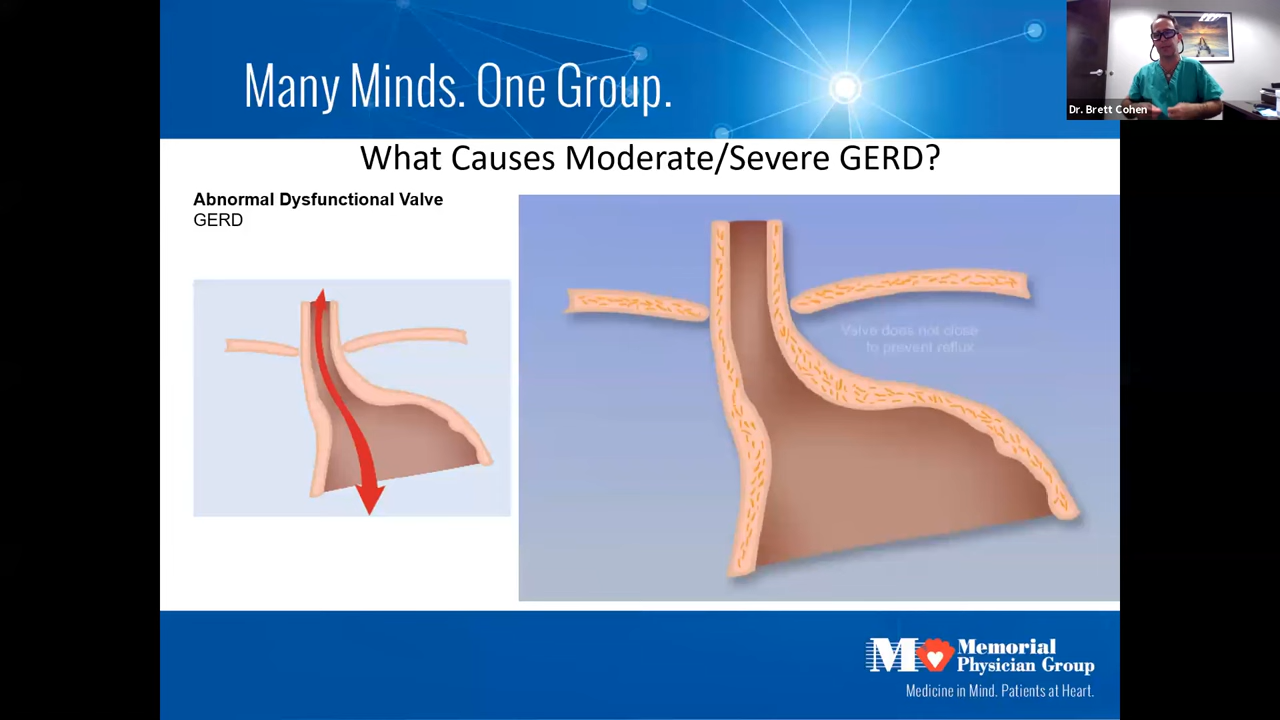 Many Minds. One Group.
Dr. Brett Cohen
What Causes Moderate/Severe GERD?
Abnormal Dysfunctional Valve
GERD
Valve does not close
to prevent reflux
M Memorial
Physician Group
Medicine in Mind. Patients at Heart.